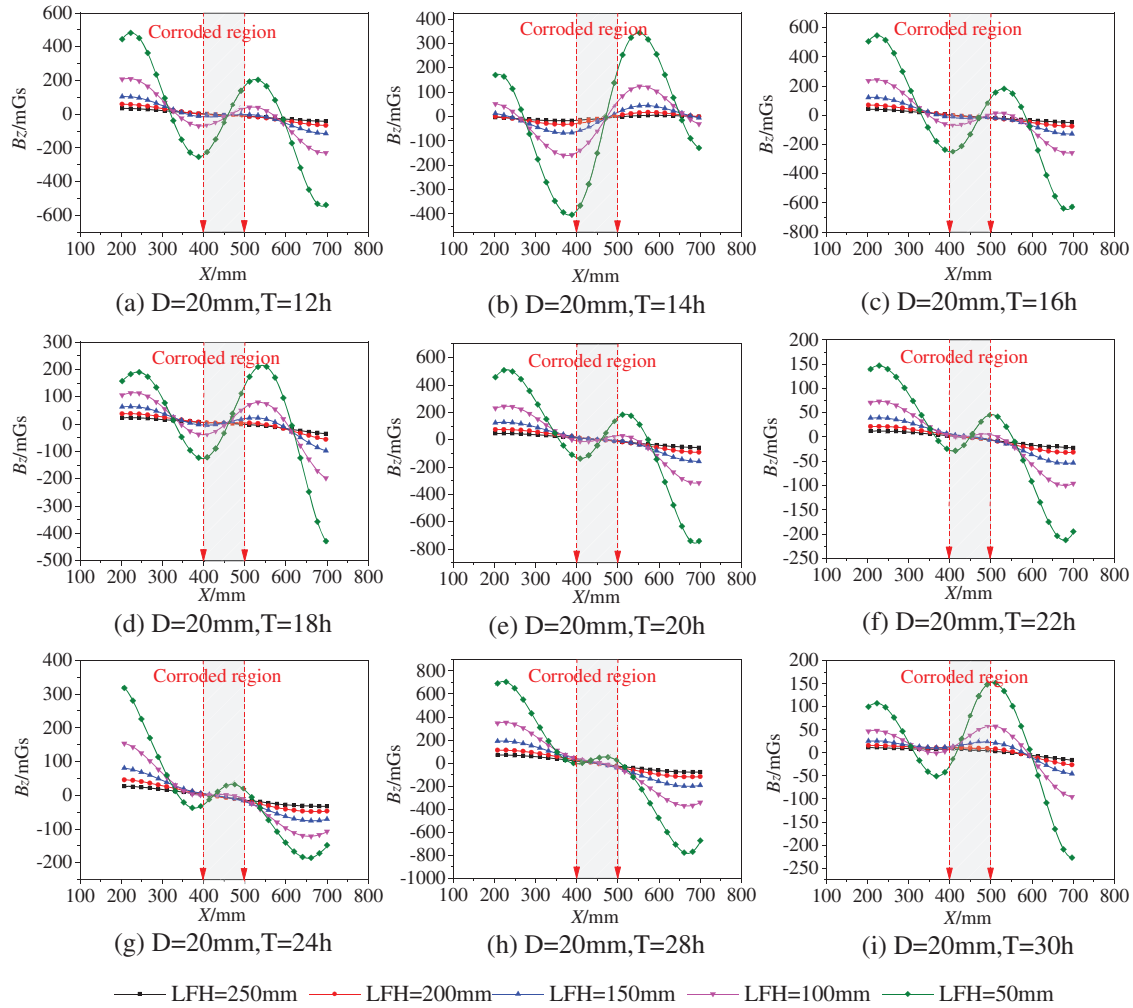 600
400
200
0
-200
-400
-600
100 200 300 400 500 600 700 800
Bz/mGs
X/mm
Corroded region
(a) D=20mm,T=12h
400
300
200
100
0
-100
-200
-300
-400
100 200 300 400 500 600 700 800
Bz/mGs
X/mm
Corroded region
(b) D=20mm,T=14h
800
600
400
200
0
-200
-400
-600
-800
100 200 300 400 500 600 700 800
Bz/mGs
X/mm
Corroded region
(c) D=20mm,T=16h
300
200
100
0
-100
-200
-300
-400
-500
100 200 300 400 500 600 700 800
Bz/mGs
X/mm
Corroded region
(d) D=20mm,T=18h
600
400
200
0
-200
-400
-600
-800
100 200 300 400 500 600 700 800
Bz/mGs
X/mm
Corroded region
(e) D=20mm,T=20h
200
150
100
50
0
-50
-100
-150
-200
-250
100 200 300 400 500 600 700 800
Bz/mGs
X/mm
Corroded region
(f) D=20mm,T=22h
400
300
200
100
0
-100
-200
100 200 300 400 500 600 700 800
Bz/mGs
X/mm
Corroded region
(g) D=20mm,T=24h
800
600
400
200
0
-200
-400
-600
-800
-1000
100 200 300 400 500 600 700 800
Bz/mGs
X/mm
Corroded region
(h) D=20mm,T=28h
200
150
100
50
0
-50
-100
-150
-200
-250
100 200 300 400 500 600 700 800
Bz/mGs
X/mm
Corroded region
(i) D=20mm,T=30h
LFH=250mm LFH=200mm LFH=150mm LFH=100mm LFH=50mm